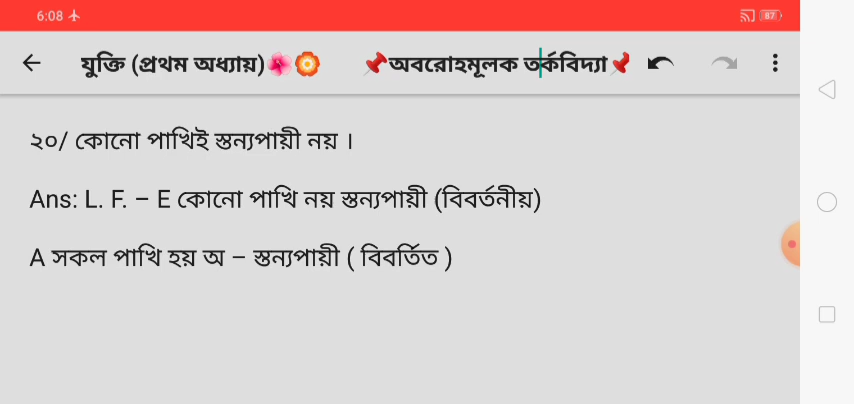 6:08
87
যুক্তি (প্রথম অধ্যায়)🌺🏵️ 📌অবরোহমূলক তর্কবিদ্যা📌
২০/ কোনো পাখিই স্তন্যপায়ী নয় ।
Ans: L. F. – E কোনো পাখি নয় স্তন্যপায়ী (বিবর্তনীয়)
A সকল পাখি হয় অ – স্তন্যপায়ী ( বিবর্তিত )